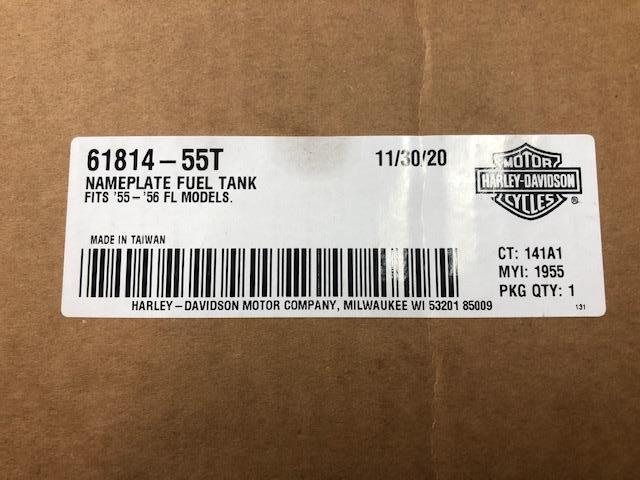 61814-55T
11/30/20
NAMEPLATE FUEL TANK
FITS '55-'56 FL MODELS.
MOTOR
HARLEY-DAVIDSON
CYCLES
®
MADE IN TAIWAN
CT: 141A1
MYI: 1955
PKG QTY: 1
HARLEY-DAVIDSON MOTOR COMPANY, MILWAUKEE WI 53201 85009
131